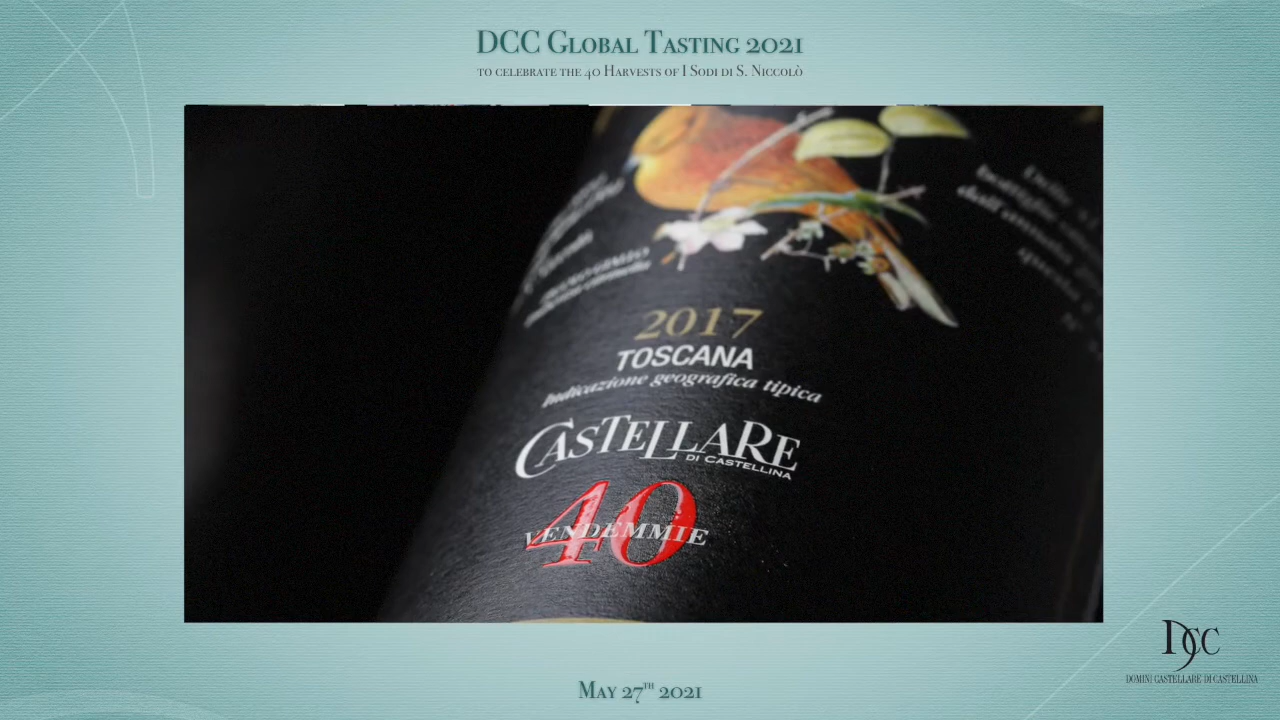 DCC Global Tasting 2021
to celebrate the 40 Harvests of I Sodi di S. Niccolò
2017
TOSCANA
Indicazione geografica tipica
CASTELLARE
DI CASTELLINA
40
VENDEMMIE
May 27th 2021
DCC
DOMINI CASTELLARE DI CASTELLINA